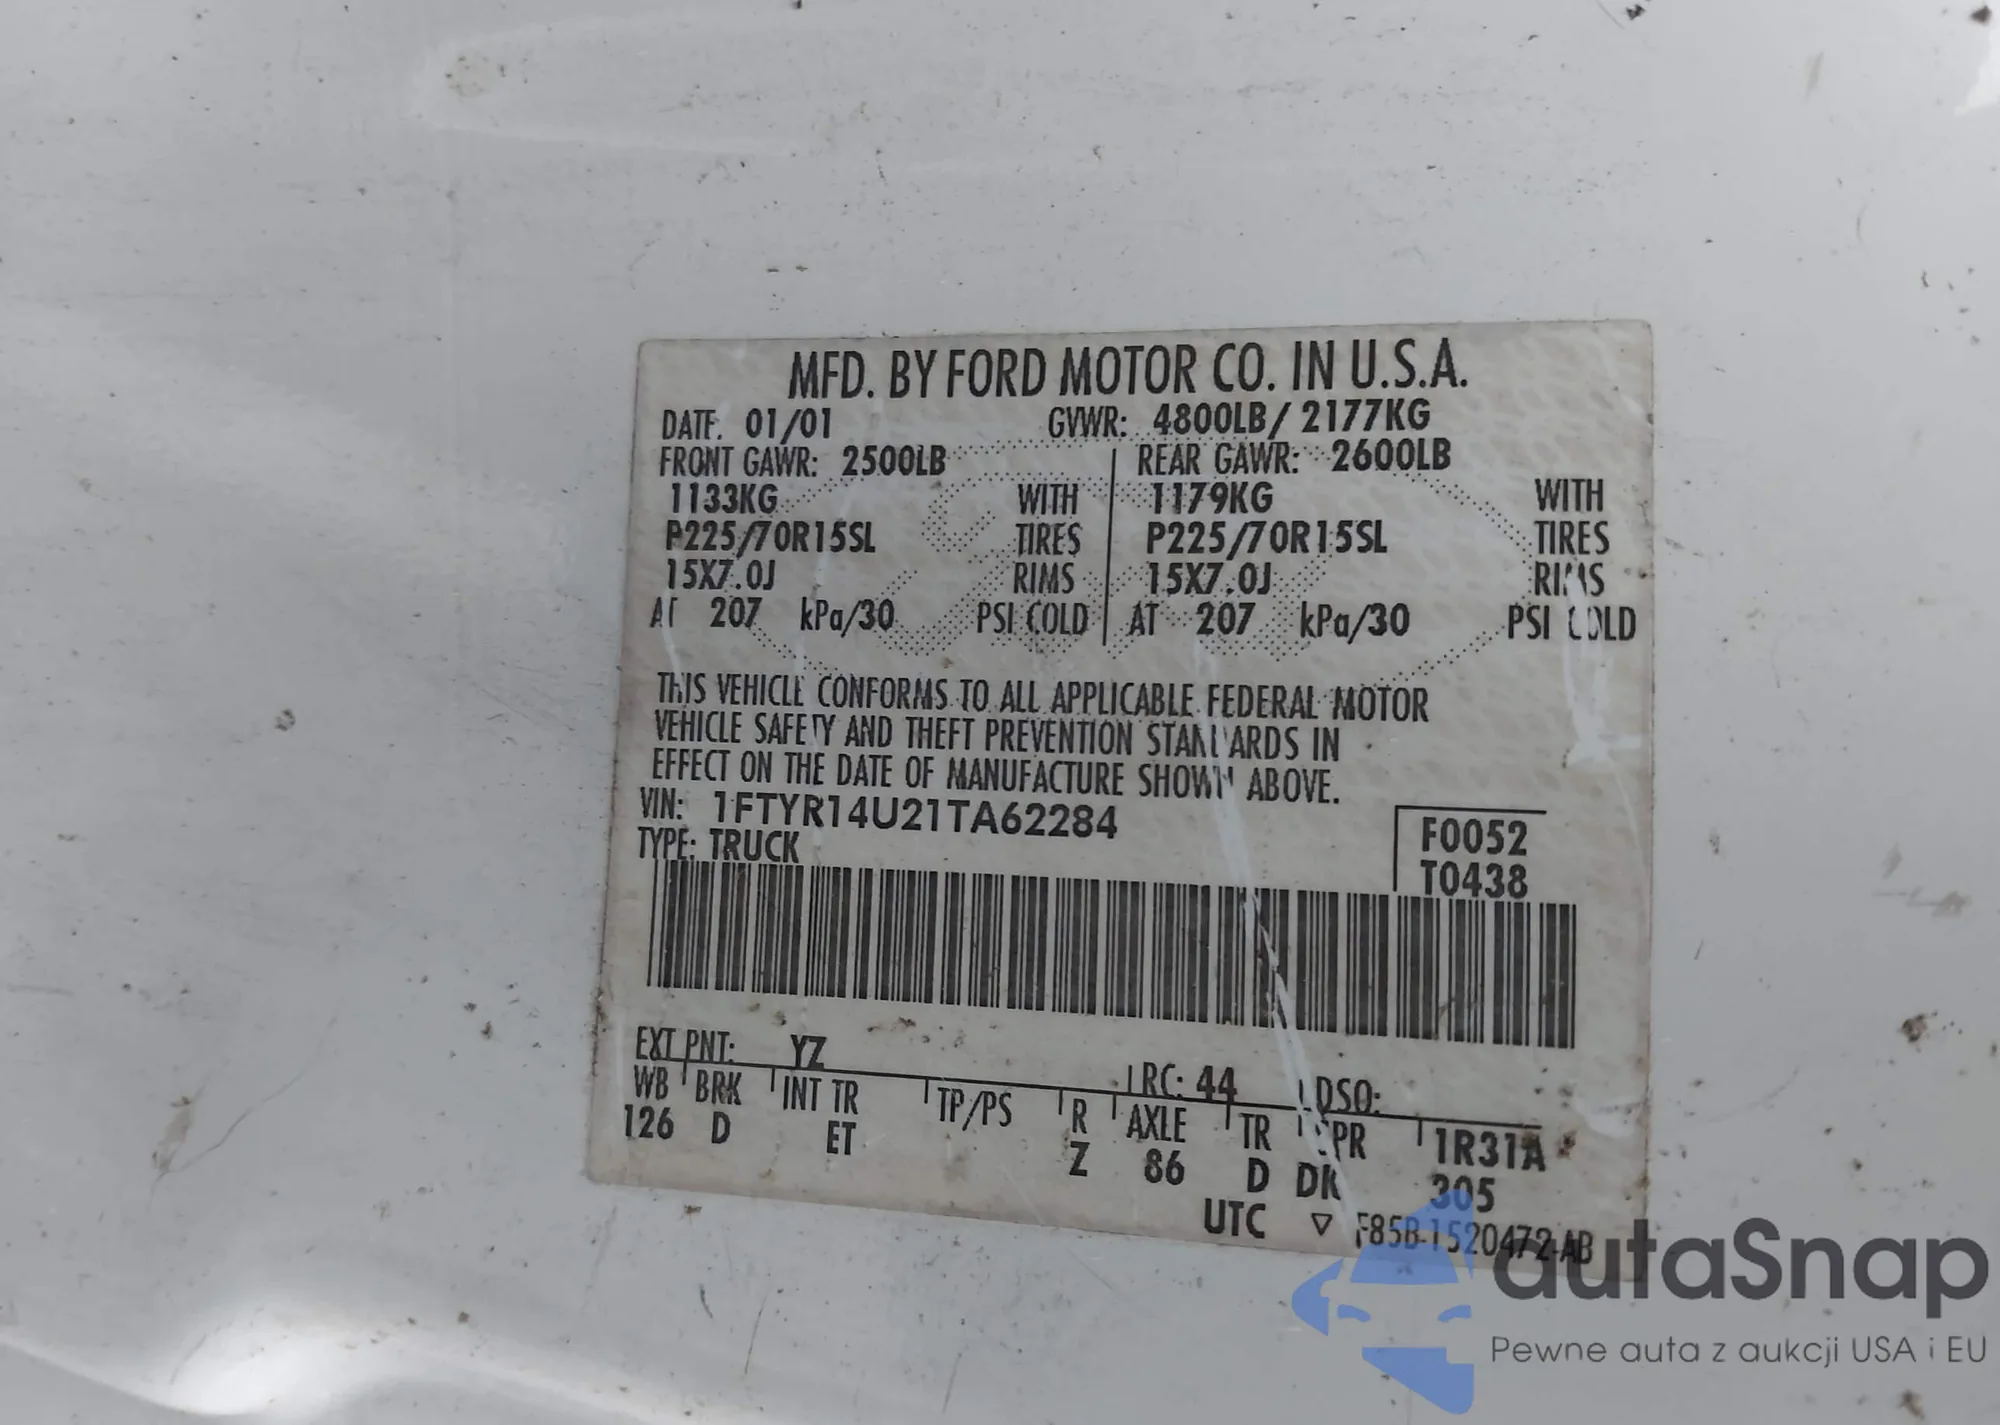 MFD. BY FORD MOTOR CO. IN U.S.A.
DATE: 01/01 GVWR: 4800LB/ 2177KG
FRONT GAWR: 2500LB REAR GAWR: 2600LB
1133KG WITH 1179KG WITH
P225/70R15SL TIRES P225/70R15SL TIRES
15X7.0J RIMS 15X7.0J RIMS
AT 207 kPa/30 PSI COLD AT 207 kPa/30 PSI COLD
THIS VEHICLE CONFORMS TO ALL APPLICABLE FEDERAL MOTOR
VEHICLE SAFETY AND THEFT PREVENTION STANDARDS IN
EFFECT ON THE DATE OF MANUFACTURE SHOWN ABOVE.
VIN: 1FTYR14U21TA62284
TYPE: TRUCK
F0052
T0438
EXT PNT: YZ RC: 44 DSO:
WB BRK INT TR TP/PS R AXLE TR SPR 1R31A
126 D ET Z 86 D DK 305
UTC ▽ F85B-1520472-AB
autaSnap
Pewne auta z aukcji USA i EU